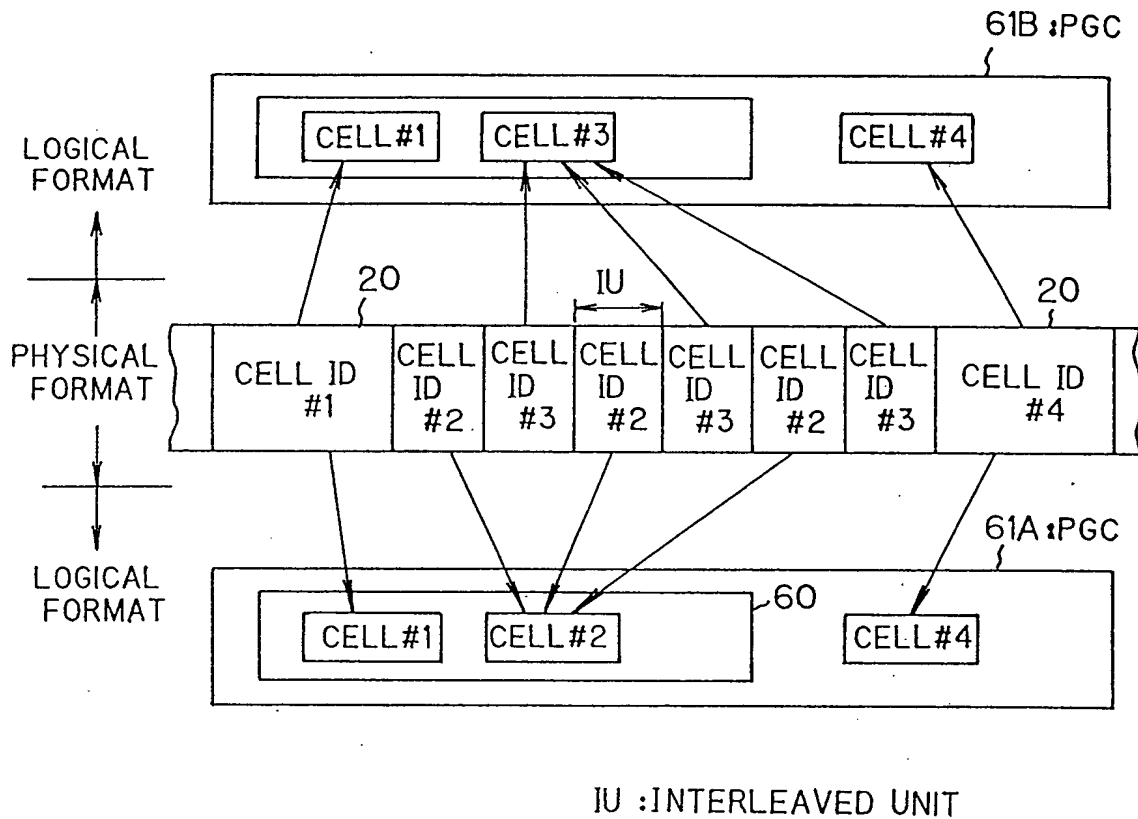 61B:PGC
CELL#1
CELL#3
CELL#4
LOGICAL
FORMAT
20
IU
20
PHYSICAL
FORMAT
CELL ID
#1
CELL
ID
#2
CELL
ID
#3
CELL
ID
#2
CELL
ID
#3
CELL
ID
#2
CELL
ID
#3
CELL ID
#4
61A:PGC
LOGICAL
FORMAT
60
CELL#1
CELL#2
CELL#4
IU :INTERLEAVED UNIT